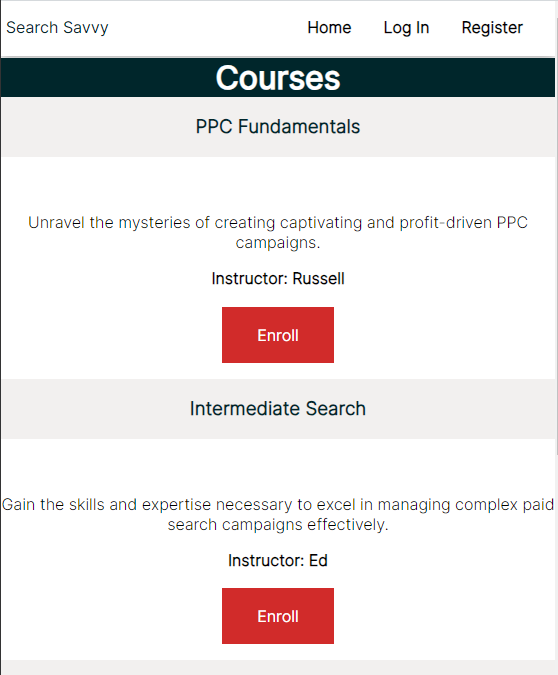 Search Savvy Home Log In Register
Courses
PPC Fundamentals
Unravel the mysteries of creating captivating and profit-driven PPC
campaigns.
Instructor: Russell
Enroll
Intermediate Search
Gain the skills and expertise necessary to excel in managing complex paid
search campaigns effectively.
Instructor: Ed
Enroll